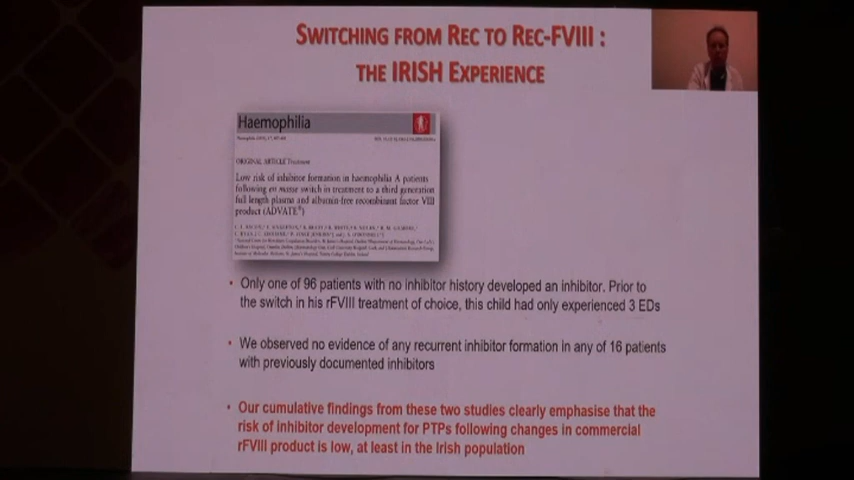 SWITCHING FROM REC TO REC-FVIII :
THE IRISH EXPERIENCE
Haemophilia
ORIGINAL ARTICLE Treatment
Low risk of inhibitor formation in haemophilia A patients
following en masse switch in treatment to a third generation
full length plasma and albumin-free recombinant factor VIII
product (ADVATE®)
• Only one of 96 patients with no inhibitor history developed an inhibitor. Prior to
the switch in his rFVIII treatment of choice, this child had only experienced 3 EDs
• We observed no evidence of any recurrent inhibitor formation in any of 16 patients
with previously documented inhibitors
• Our cumulative findings from these two studies clearly emphasise that the
risk of inhibitor development for PTPs following changes in commercial
rFVIII product is low, at least in the Irish population